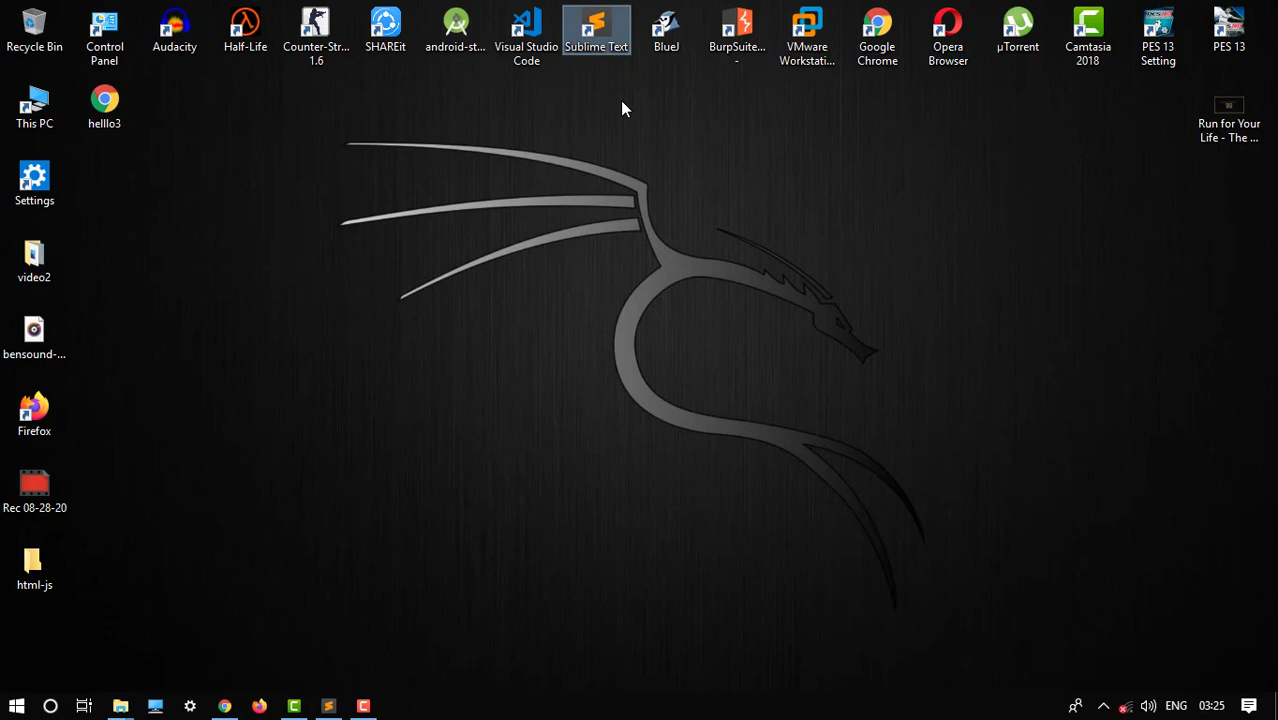 Recycle Bin
Control
Panel
Audacity
Half-Life
Counter-Str...
1.6
SHAREit
android-st...
Visual Studio
Code
Sublime Text
BlueJ
BurpSuite...
-
VMware
Workstati...
Google
Chrome
Opera
Browser
µTorrent
Camtasia
2018
PES 13
Setting
PES 13
This PC
helllo3
Run for Your
Life - The ...
Settings
video2
bensound-...
Firefox
Rec 08-28-20
html-js
ENG
03:25